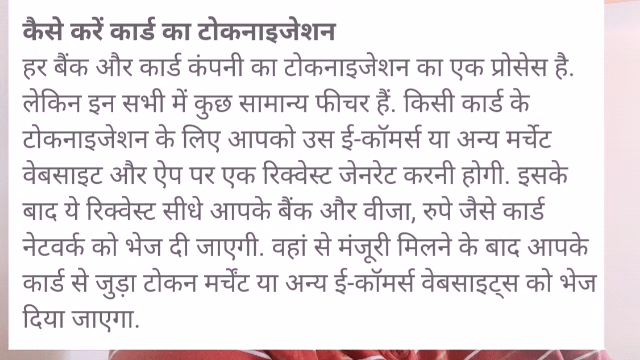 कैसे करें कार्ड का टोकनाइजेशन
हर बैंक और कार्ड कंपनी का टोकनाइजेशन का एक प्रोसेस है.
लेकिन इन सभी में कुछ सामान्य फीचर हैं. किसी कार्ड के
टोकनाइजेशन के लिए आपको उस ई-कॉमर्स या अन्य मर्चेट
वेबसाइट और ऐप पर एक रिक्वेस्ट जेनरेट करनी होगी. इसके
बाद ये रिक्वेस्ट सीधे आपके बैंक और वीजा, रुपे जैसे कार्ड
नेटवर्क को भेज दी जाएगी. वहां से मंजूरी मिलने के बाद आपके
कार्ड से जुड़ा टोकन मर्चेंट या अन्य ई-कॉमर्स वेबसाइट्स को भेज
दिया जाएगा.